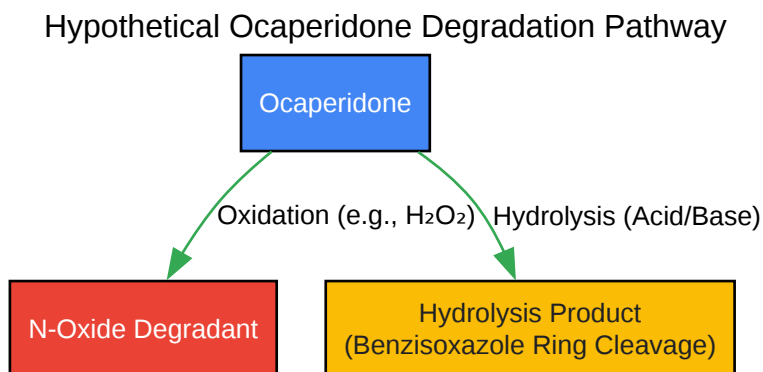 Hypothetical Ocaperidone Degradation Pathway
Ocaperidone
Oxidation (e.g., H₂O₂)
Hydrolysis (Acid/Base)
N-Oxide Degradant
Hydrolysis Product
(Benzisoxazole Ring Cleavage)